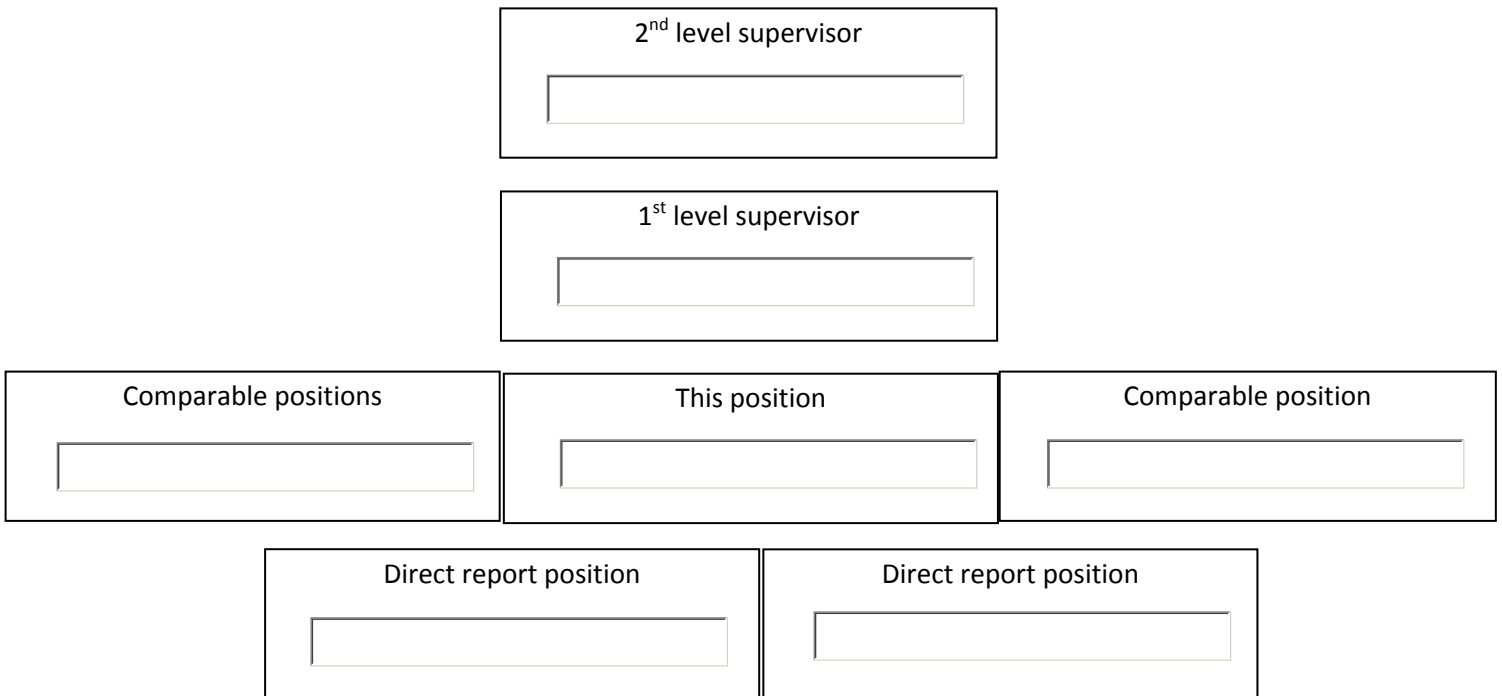 2nd level supervisor
1st level supervisor
Comparable positions
This position
Comparable position
Direct report position
Direct report position